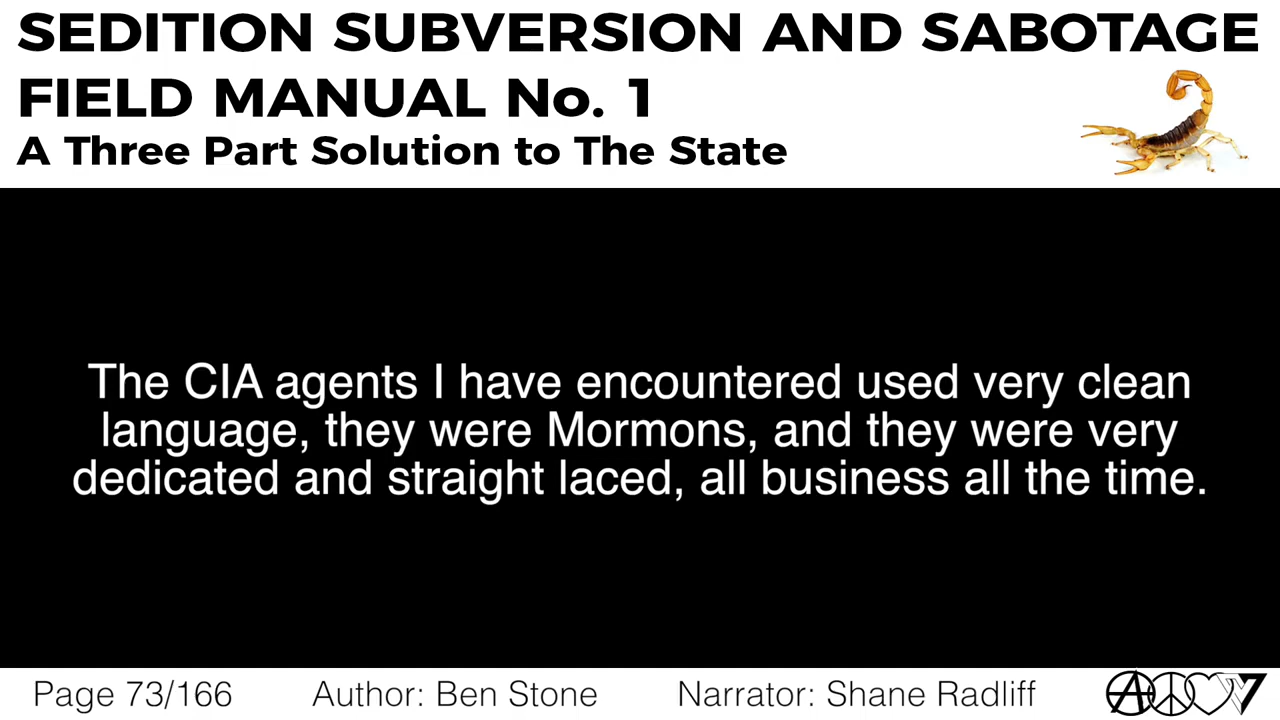 SEDITION SUBVERSION AND SABOTAGE
FIELD MANUAL No. 1
A Three Part Solution to The State
The CIA agents I have encountered used very clean
language, they were Mormons, and they were very
dedicated and straight laced, all business all the time.
Page 73/166 Author: Ben Stone Narrator: Shane Radliff